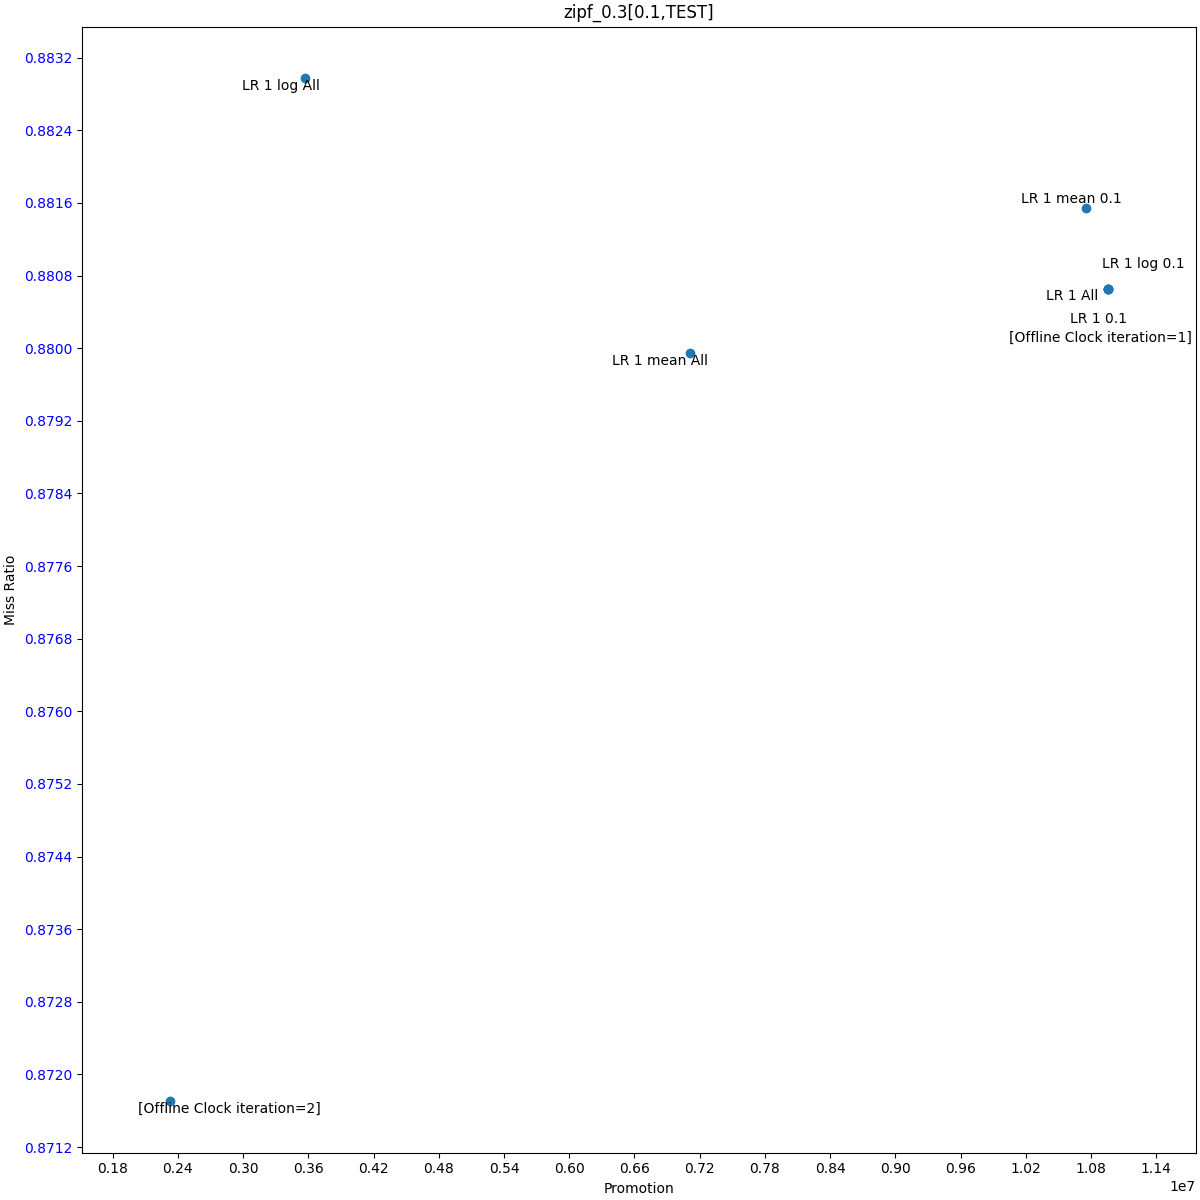 zipf_0.3[0.1,TEST]
0.8832
LR 1 log All
0.8824
0.8816
LR 1 mean 0.1
LR 1 log 0.1
0.8808
LR 1 All
LR 1 0.1
[Offline Clock iteration=1]
0.8800
LR 1 mean All
0.8792
0.8784
0.8776
Miss Ratio
0.8768
0.8760
0.8752
0.8744
0.8736
0.8728
0.8720
[Offline Clock iteration=2]
0.8712
0.18 0.24 0.30 0.36 0.42 0.48 0.54 0.60 0.66 0.72 0.78 0.84 0.90 0.96 1.02 1.08 1.14
Promotion
1e7